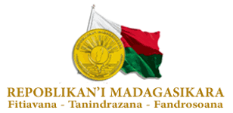 REPOBLIKAN'I MADAGASIKARA
Fitiavana - Tanindrazana - Fandrosoana